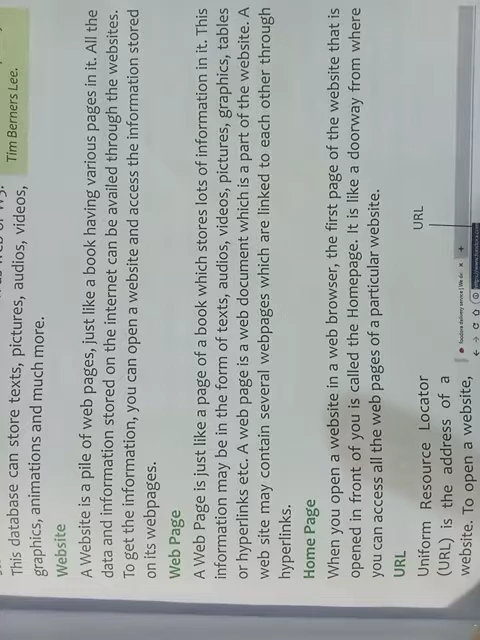 Tim Berners Lee.
This database can store texts, pictures, audios, videos,
graphics, animations and much more.
Website
A Website is a pile of web pages, just like a book having various pages in it. All the
data and information stored on the internet can be availed through the websites.
To get the information, you can open a website and access the information stored
on its webpages.
Web Page
A Web Page is just like a page of a book which stores lots of information in it. This
information may be in the form of texts, audios, videos, pictures, graphics, tables
or hyperlinks etc. A web page is a web document which is a part of the website. A
web site may contain several webpages which are linked to each other through
hyperlinks.
Home Page
When you open a website in a web browser, the first page of the website that is
opened in front of you is called the Homepage. It is like a doorway from where
you can access all the web pages of a particular website.
URL
Uniform Resource Locator
(URL) is the address of a
website. To open a website,
URL